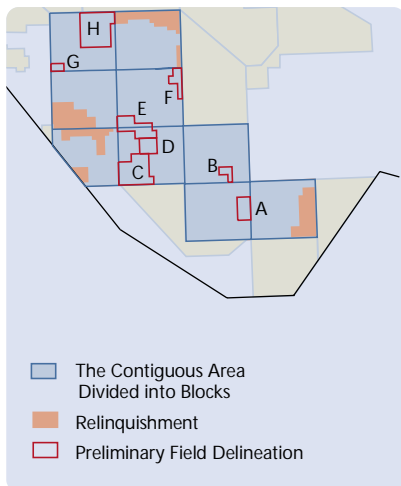 H
G
F
E
D
B
C
A
The Contiguous Area
Divided into Blocks
Relinquishment
Preliminary Field Delineation